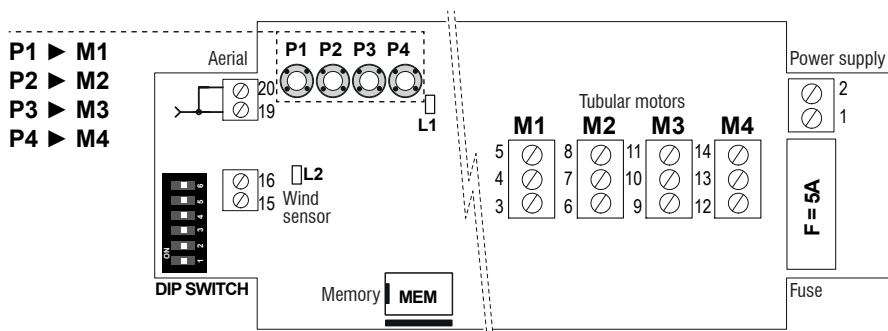 P1 ► M1
P2 ► M2
P3 ► M3
P4 ► M4
Aerial
P1 P2 P3 P4
Power supply
20
19
L1
2
1
Tubular motors
M1 M2 M3 M4
5 8 11 14
4 7 10 13
3 6 9 12
16
15
L2
Wind
sensor
6
5
4
3
2
1
ON
DIP SWITCH
F = 5A
Memory
MEM
Fuse